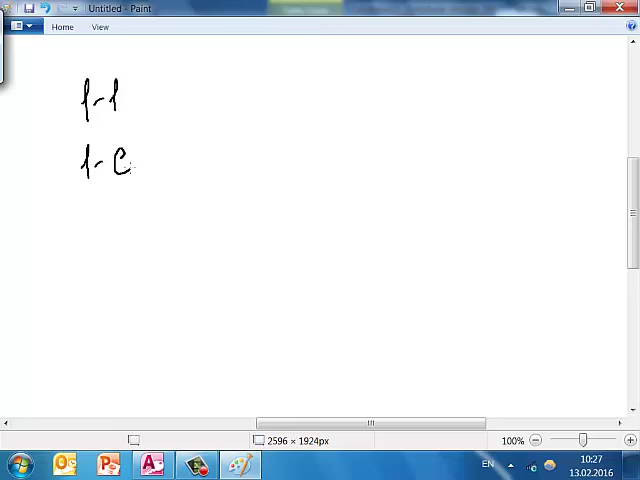 Untitled - Paint
Home View
1-1
1-C
2596 × 1924px
100%
EN
10:27
13.02.2016